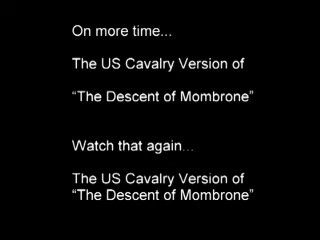 On more time...
The US Cavalry Version of
“The Descent of Mombrone”
Watch that again...
The US Cavalry Version of
“The Descent of Mombrone”